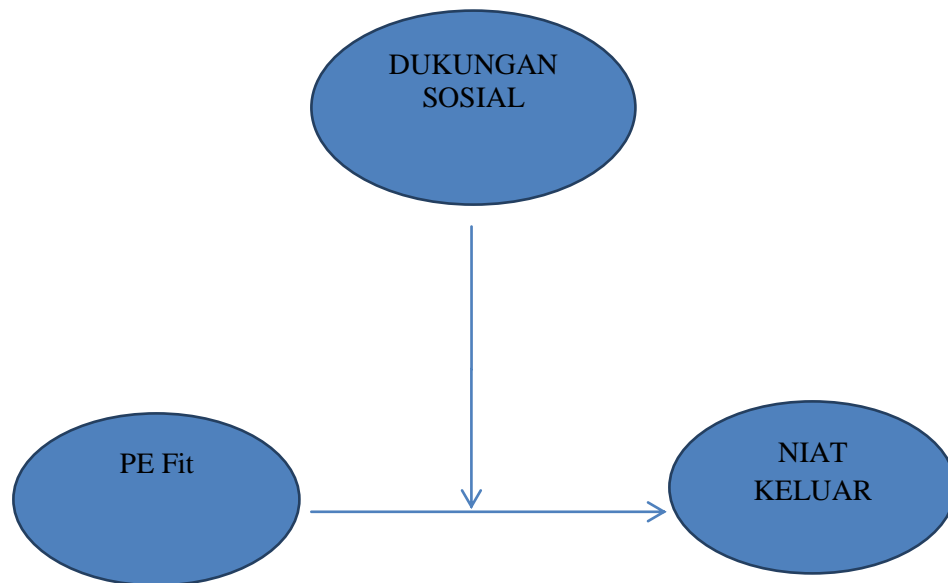 DUKUNGAN
SOSIAL
PE Fit
NIAT
KELUAR